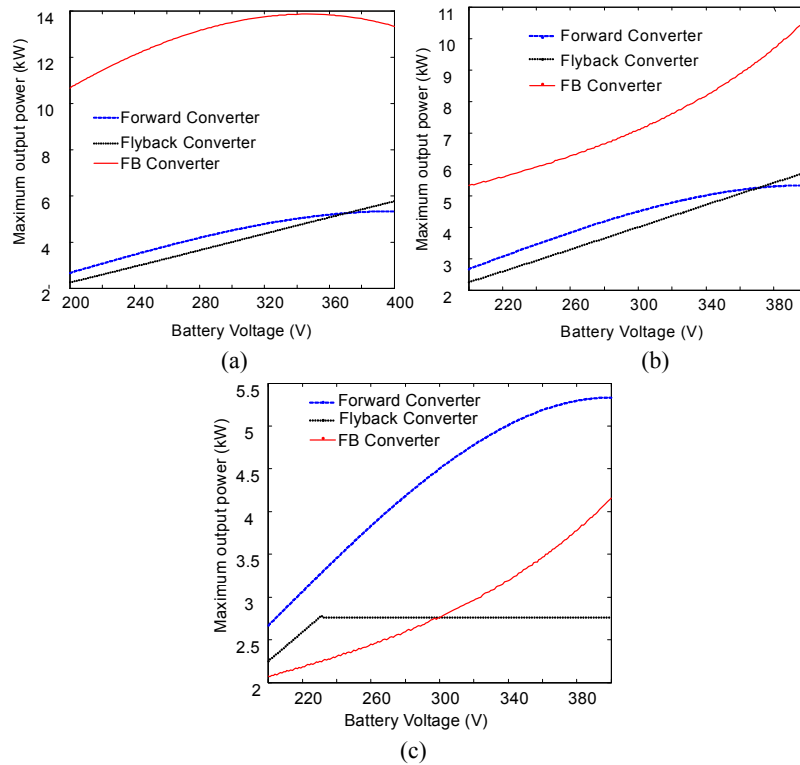 Maximum output power (kW)
14
12
10
8
6
4
2
Forward Converter
Flyback Converter
FB Converter
200
240
280
300
340
360
400
Battery Voltage (V)
(a)
Maximum output power (kW)
11
10
9
8
7
6
5
4
3
2
Forward Converter
Flyback Converter
FB Converter
220
260
300
340
380
Battery Voltage (V)
(b)
Maximum output power (kW)
5.5
5
4.5
4
3.5
3
2.5
2
Forward Converter
Flyback Converter
FB Converter
220
260
300
340
380
Battery Voltage (V)
(c)